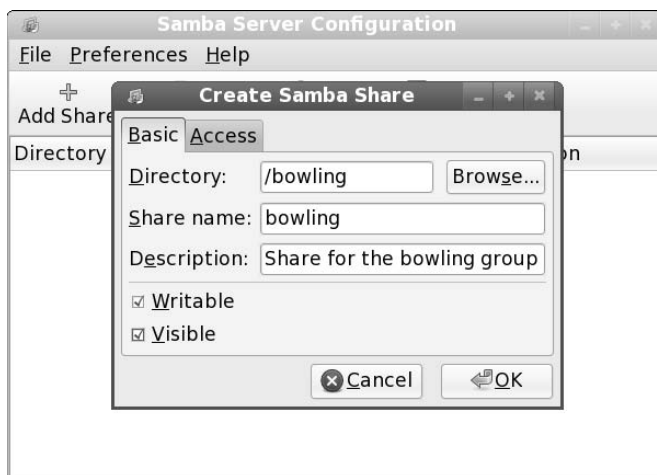 Samba Server Configuration
File Preferences Help
Create Samba Share
Add Share
Basic Access
Directory
on
Directory: /bowling Browse...
Share name: bowling
Description: Share for the bowling group
Writable
Visible
Cancel OK